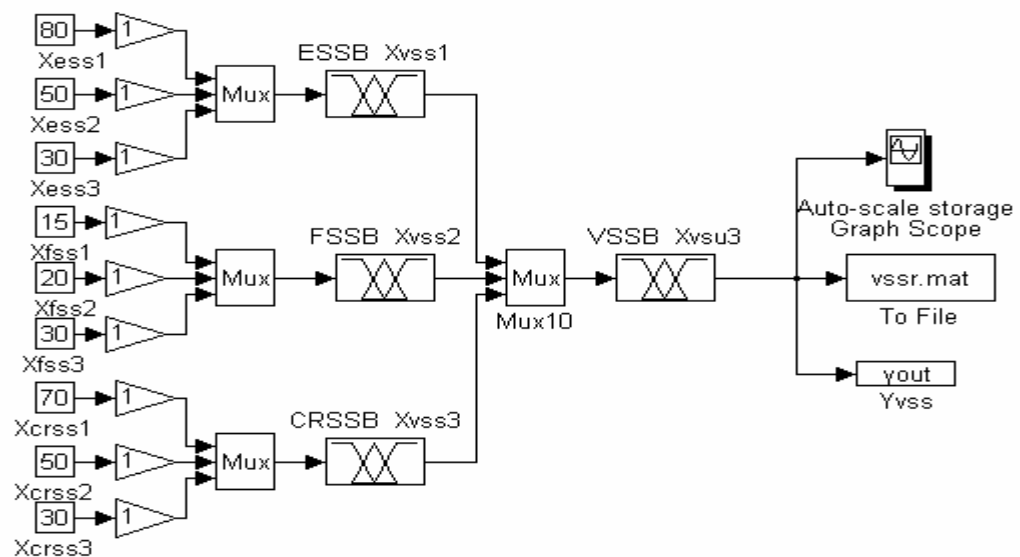 80
1
Xess1
50
1
Xess2
30
1
Xess3
Mux
ESSB Xvss1
15
1
Xfss1
20
1
Xfss2
30
1
Xfss3
Mux
FSSB Xvss2
70
1
Xcrss1
50
1
Xcrss2
30
1
Xcrss3
Mux
CRSSB Xvss3
Mux
Mux10
VSSB Xvsu3
Auto-scale storage
Graph Scope
vssr.mat
To File
yout
Yvss